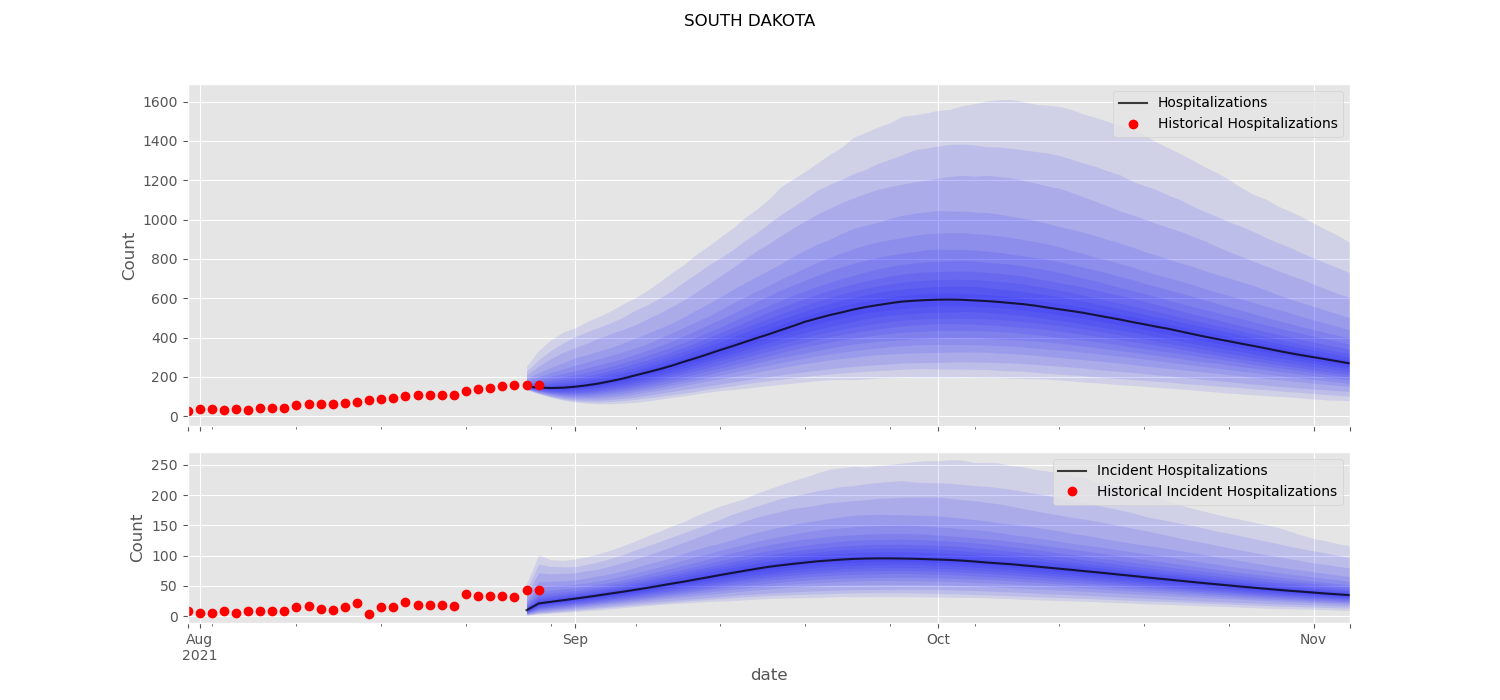 SOUTH DAKOTA
1600
1400
1200
1000
800
600
400
200
0
Count
Hospitalizations
Historical Hospitalizations
250
200
150
100
50
0
Count
Incident Hospitalizations
Historical Incident Hospitalizations
Aug
2021
Sep
Oct
Nov
date